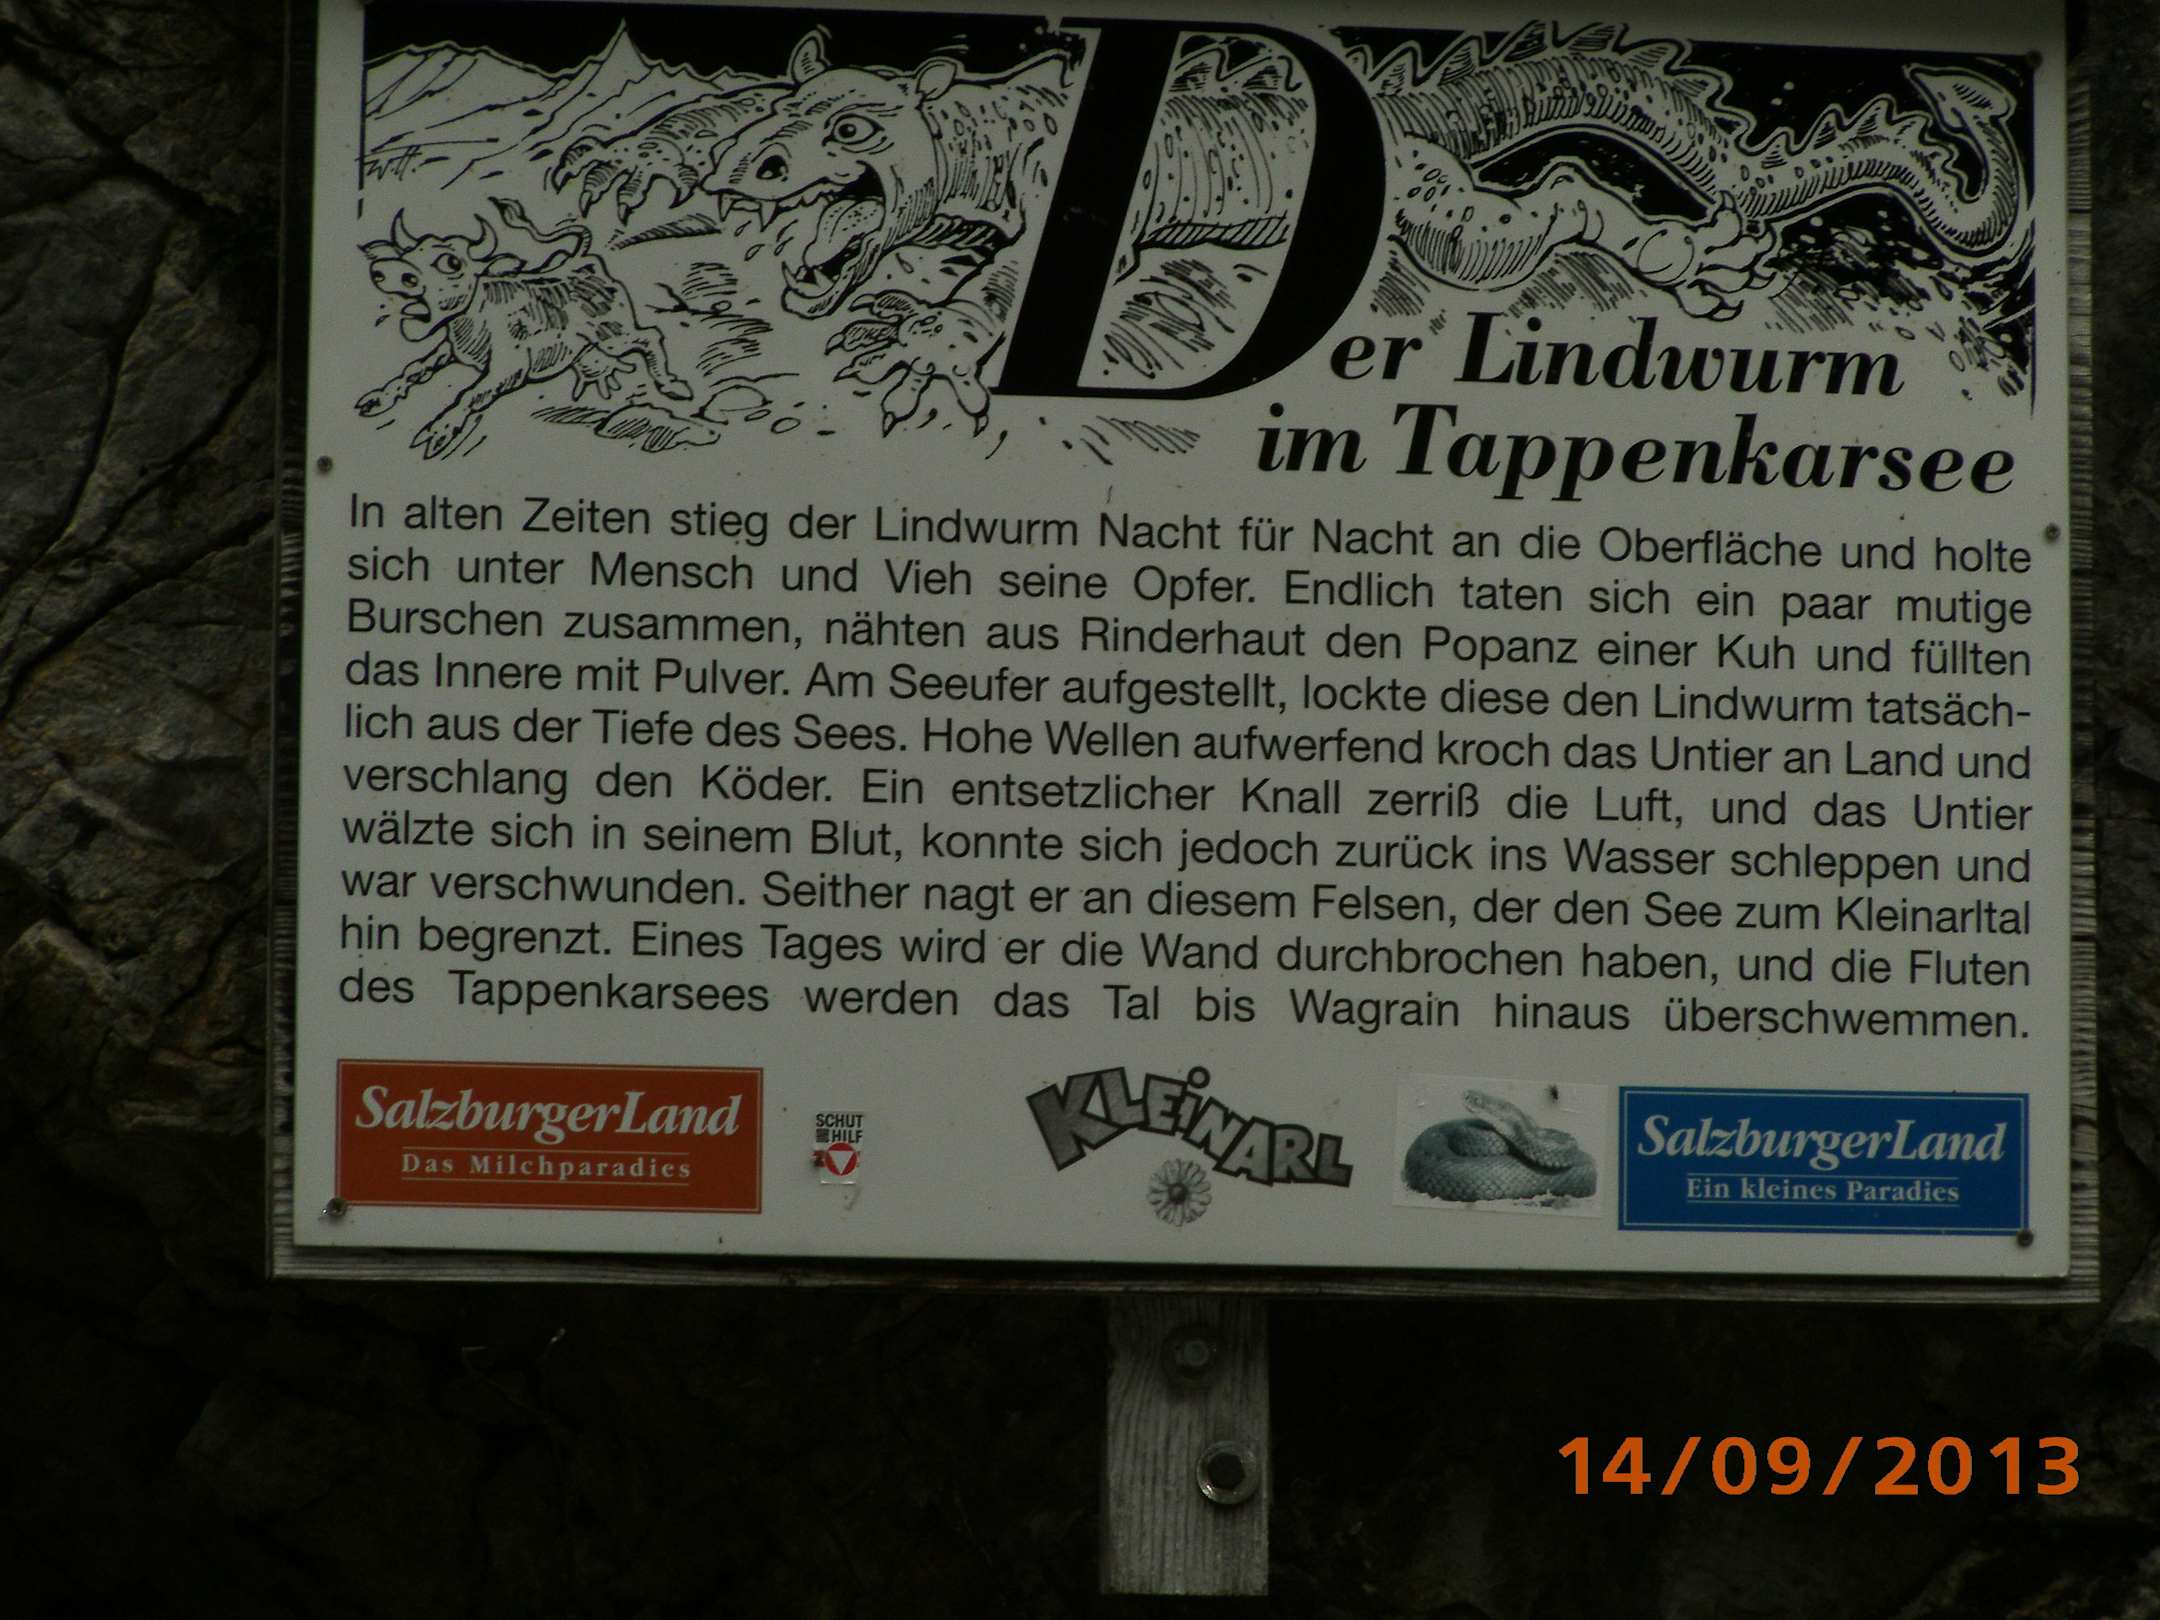 Der Lindwurm
im Tappenkarsee
In alten Zeiten stieg der Lindwurm Nacht für Nacht an die Oberfläche und holte
sich unter Mensch und Vieh seine Opfer. Endlich taten sich ein paar mutige
Burschen zusammen, nähten aus Rinderhaut den Popanz einer Kuh und füllten
das Innere mit Pulver. Am Seeufer aufgestellt, lockte diese den Lindwurm tatsäch-
lich aus der Tiefe des Sees. Hohe Wellen aufwerfend kroch das Untier an Land und
verschlang den Köder. Ein entsetzlicher Knall zerriß die Luft, und das Untier
wälzte sich in seinem Blut, konnte sich jedoch zurück ins Wasser schleppen und
war verschwunden. Seither nagt er an diesem Felsen, der den See zum Kleinarltal
hin begrenzt. Eines Tages wird er die Wand durchbrochen haben, und die Fluten
des Tappenkarsees werden das Tal bis Wagrain hinaus überschwemmen.
SalzburgerLand
Das Milchparadies
SCHUT
HILF
KLEINARL
SalzburgerLand
Ein kleines Paradies
14/09/2013